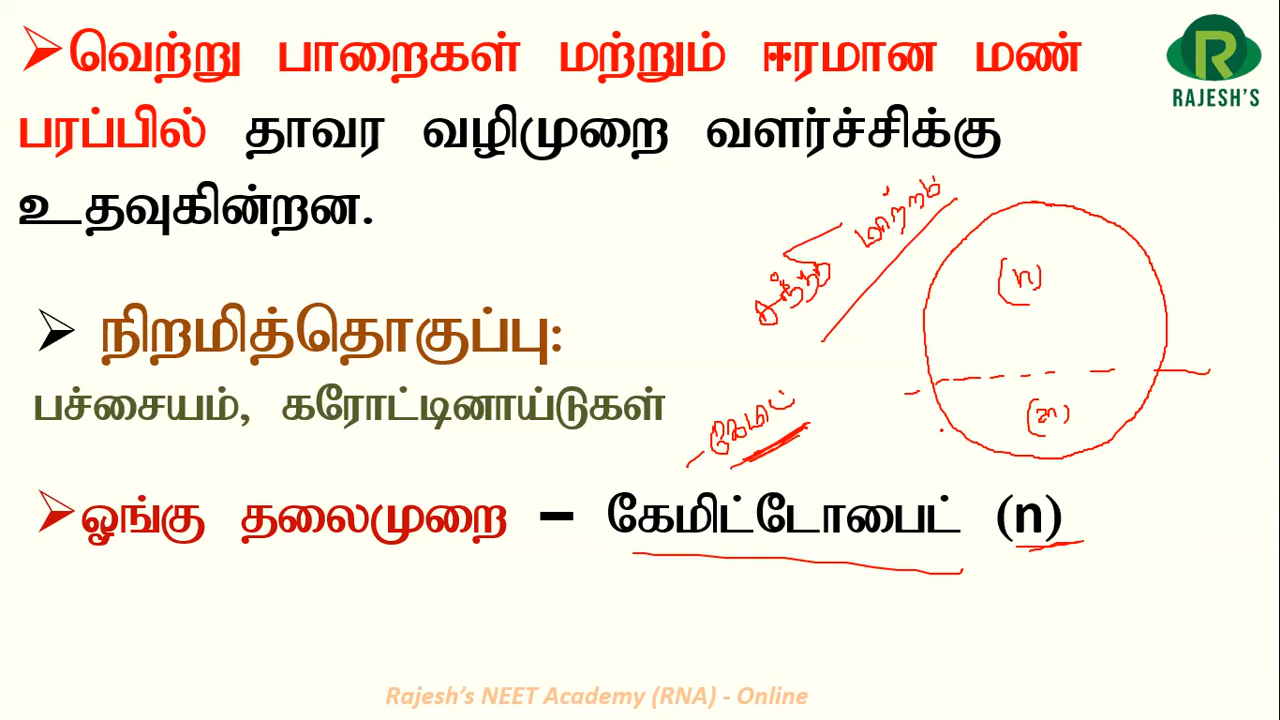 ➢வெற்று பாறைகள் மற்றும் ஈரமான மண்
பரப்பில் தாவர வழிமுறை வளர்ச்சிக்கு
உதவுகின்றன.
R
RAJESH'S
மாற்றம்
(n)
(2n)
➢ நிறமித்தொகுப்பு:
பச்சையம், கரோட்டினாய்டுகள்
➢ஓங்கு தலைமுறை – கேமிட்டோபைட் (n)
Rajesh's NEET Academy (RNA) - Online